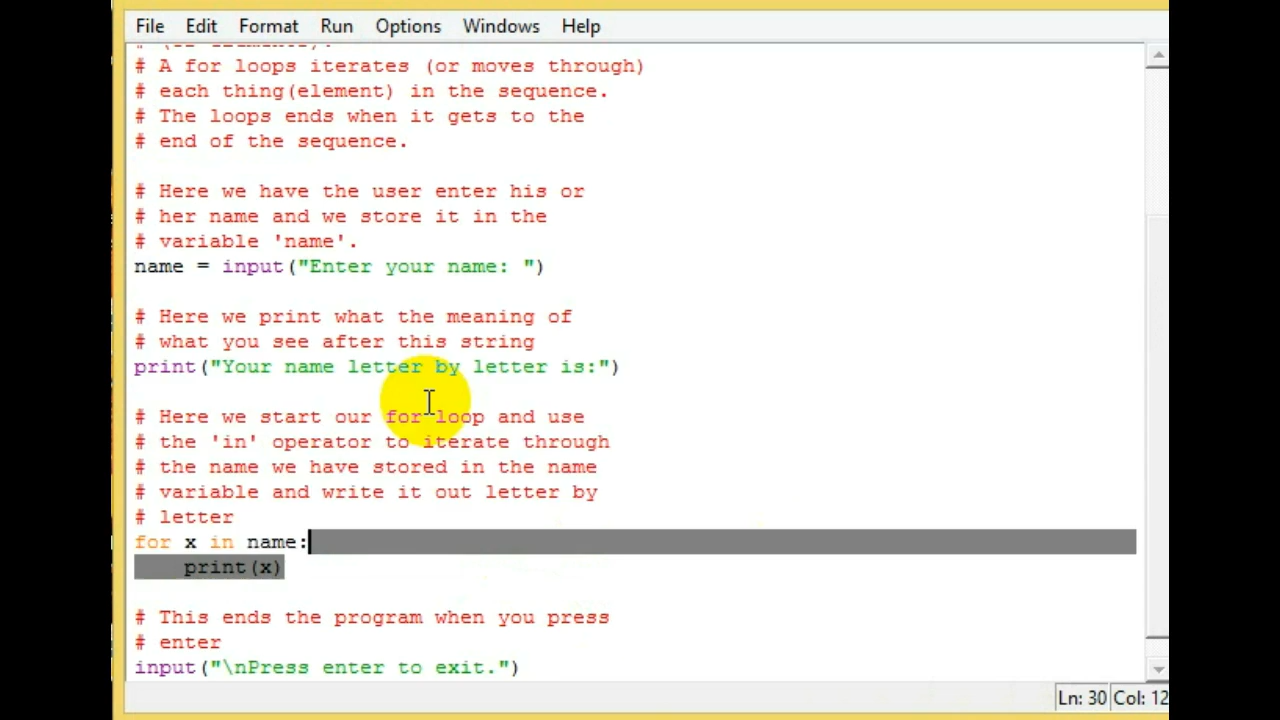 File Edit Format Run Options Windows Help
# A for loops iterates (or moves through)
# each thing(element) in the sequence.
# The loops ends when it gets to the
# end of the sequence.
# Here we have the user enter his or
# her name and we store it in the
# variable 'name'.
name = input("Enter your name: ")
# Here we print what the meaning of
# what you see after this string
print("Your name letter by letter is:")
# Here we start our for loop and use
# the 'in' operator to iterate through
# the name we have stored in the name
# variable and write it out letter by
# letter
for x in name:
    print(x)
# This ends the program when you press
# enter
input("\nPress enter to exit.")
Ln: 30 Col: 12